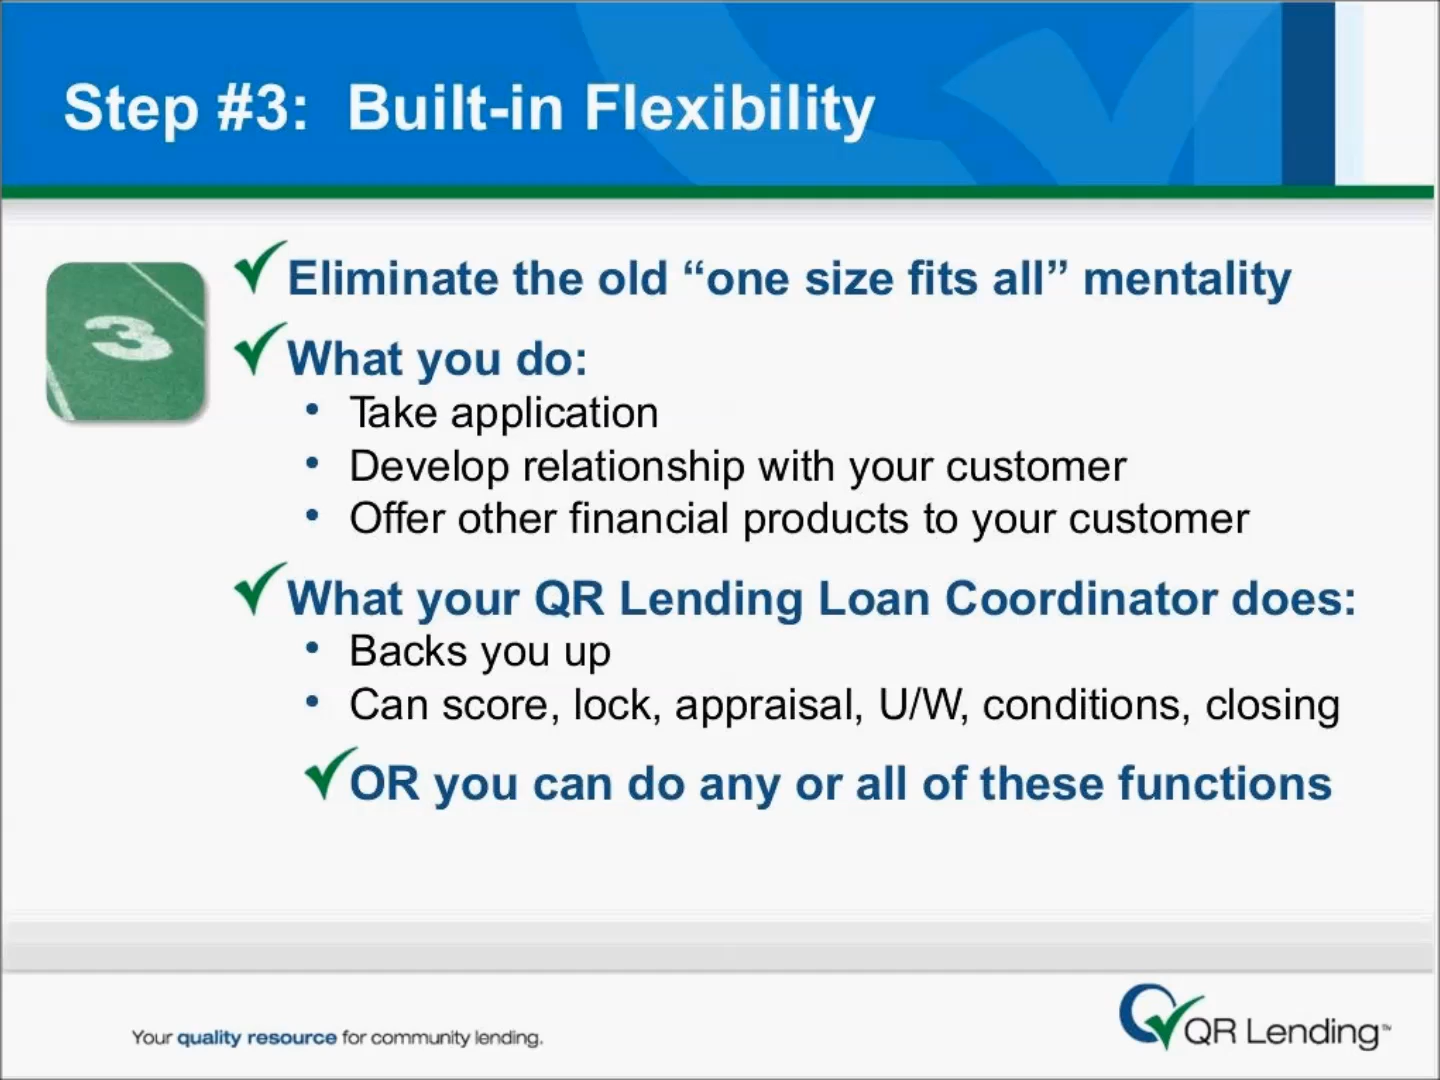 Step #3:  Built-in Flexibility
3
Eliminate the old “one size fits all” mentality
What you do:
• Take application
• Develop relationship with your customer
• Offer other financial products to your customer
What your QR Lending Loan Coordinator does:
• Backs you up
• Can score, lock, appraisal, U/W, conditions, closing
OR you can do any or all of these functions
Your quality resource for community lending.
QR Lending™